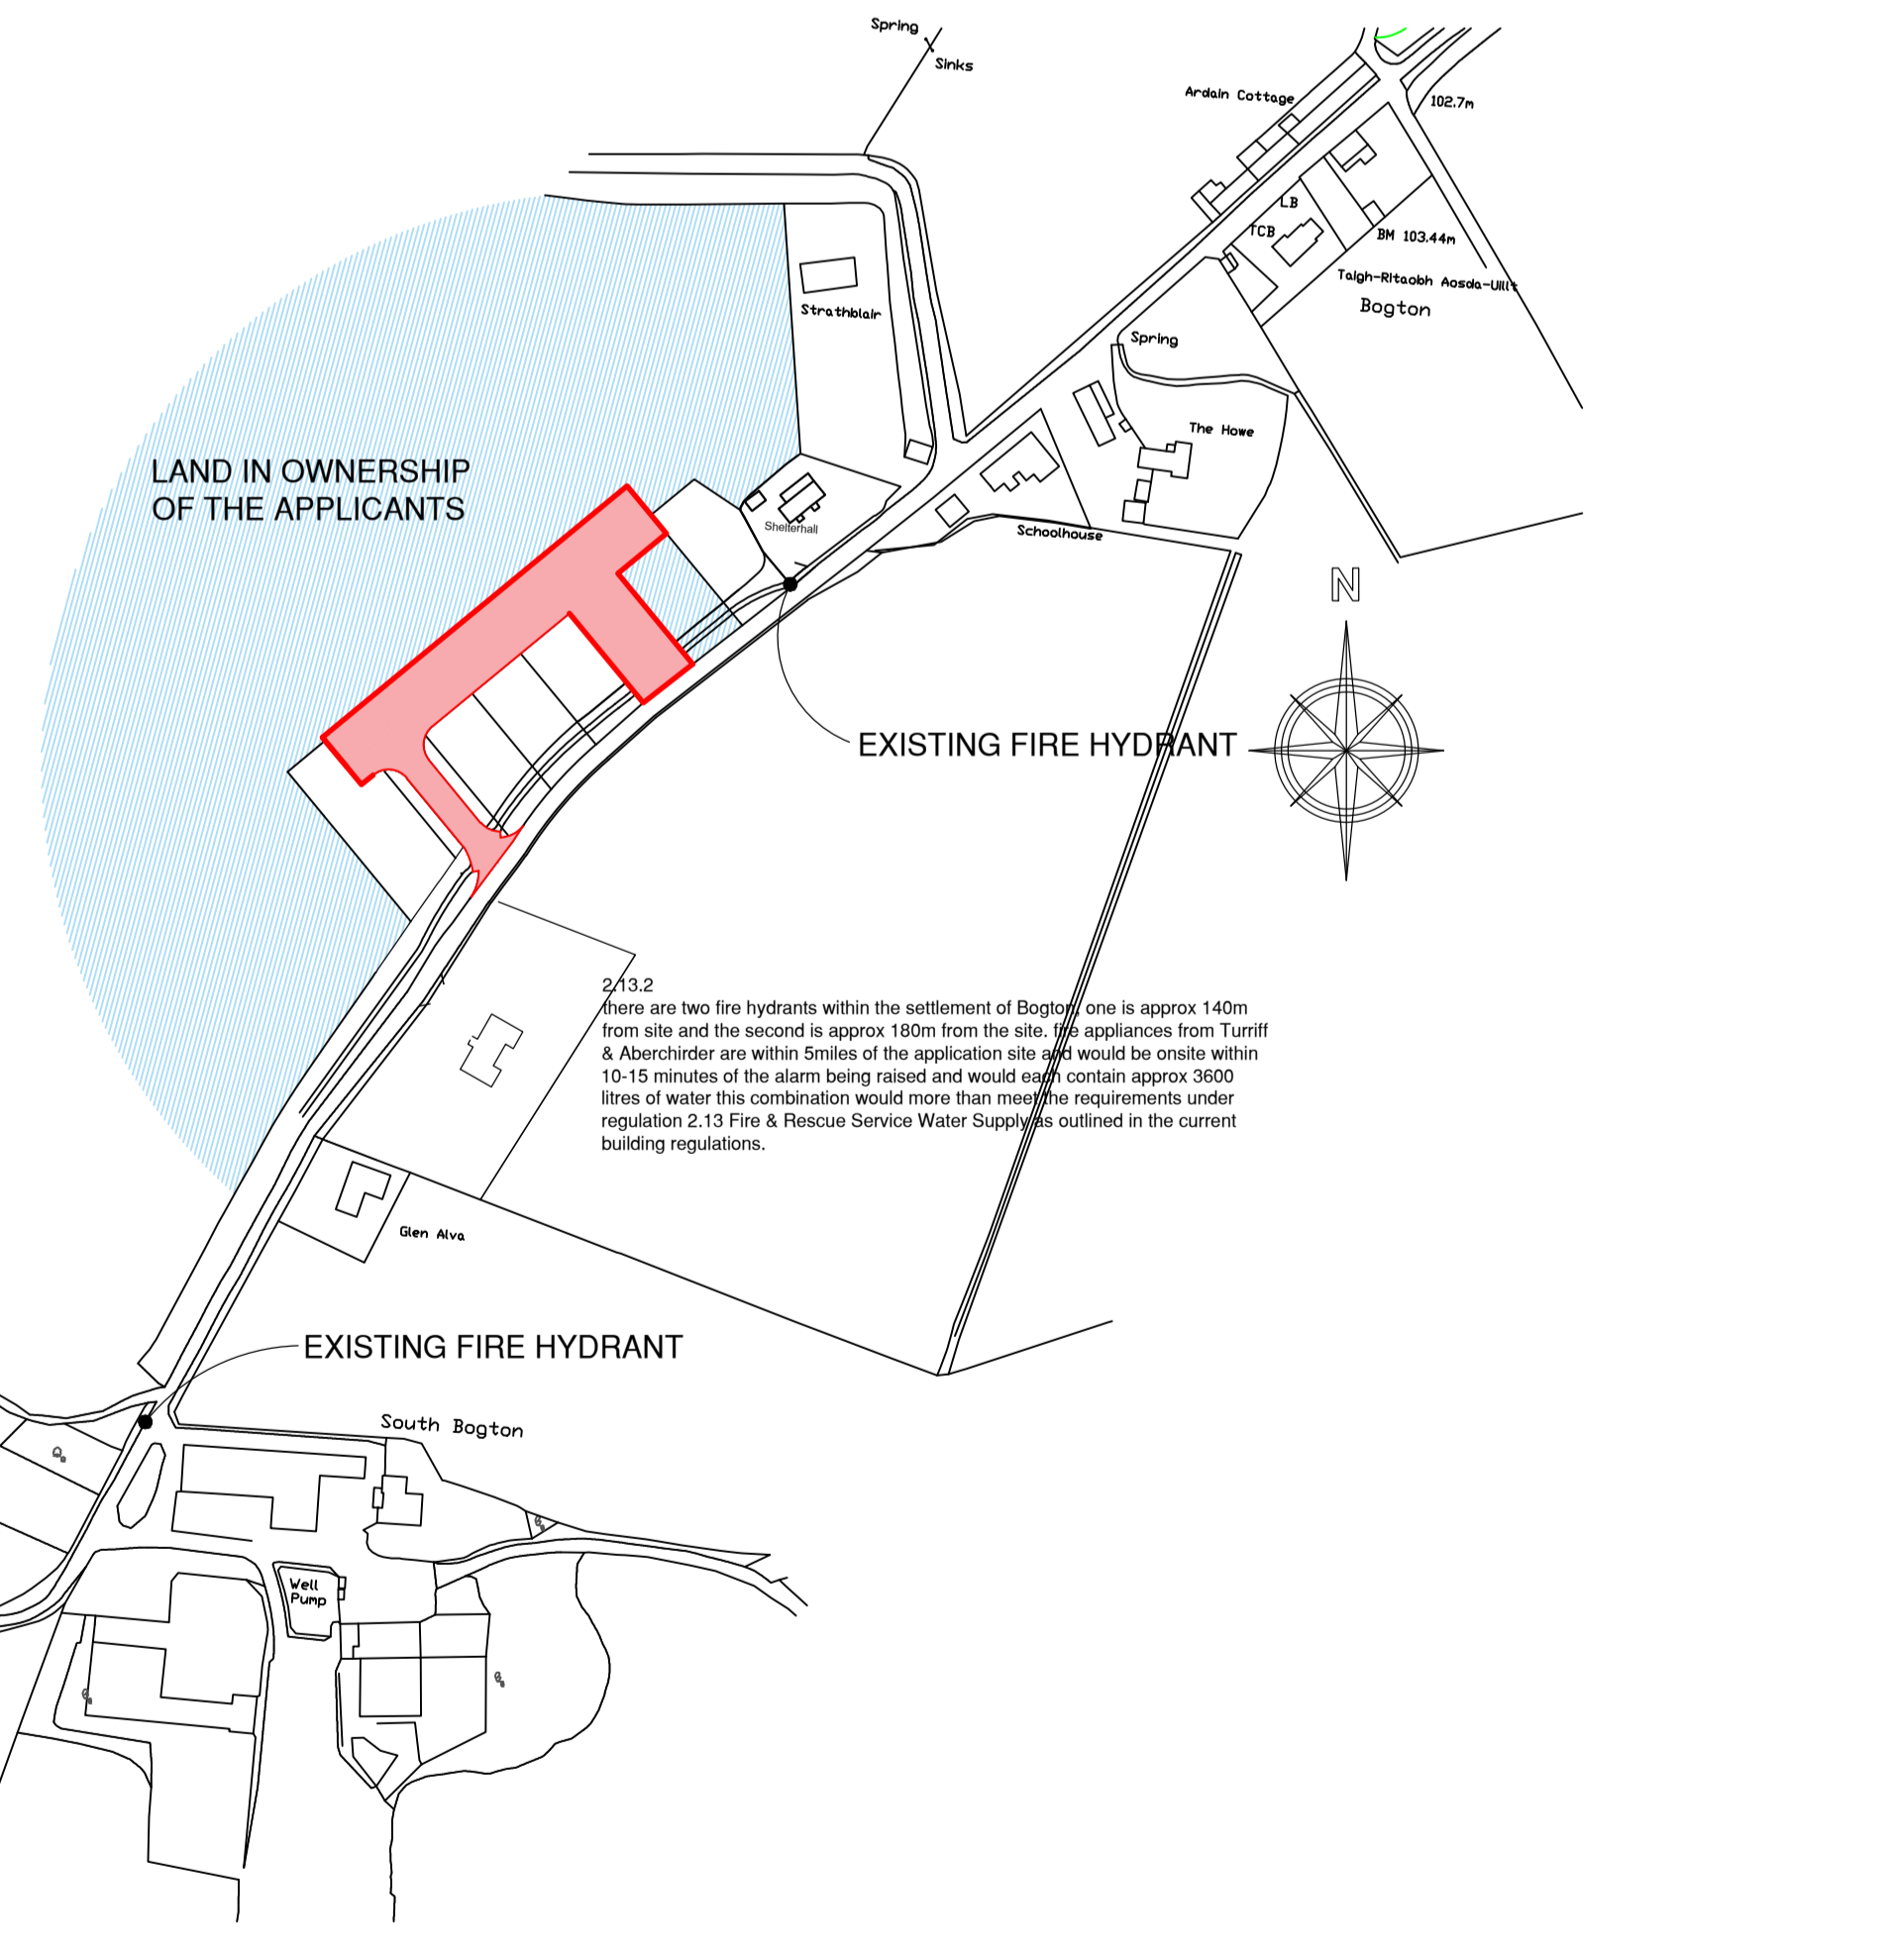 Spring
Sinks
Ardain Cottage
102.7m
LB
TCB
BM 103.44m
Taigh-Rltaobh Aosda-Uillt
Bogton
Strathblair
Spring
The Howe
LAND IN OWNERSHIP
OF THE APPLICANTS
Shelterhall
Schoolhouse
N
EXISTING FIRE HYDRANT
2.13.2
there are two fire hydrants within the settlement of Bogton, one is approx 140m
from site and the second is approx 180m from the site. fire appliances from Turriff
& Aberchirder are within 5miles of the application site and would be onsite within
10-15 minutes of the alarm being raised and would each contain approx 3600
litres of water this combination would more than meet the requirements under
regulation 2.13 Fire & Rescue Service Water Supply as outlined in the current
building regulations.
Glen Alva
EXISTING FIRE HYDRANT
South Bogton
Well
Pump